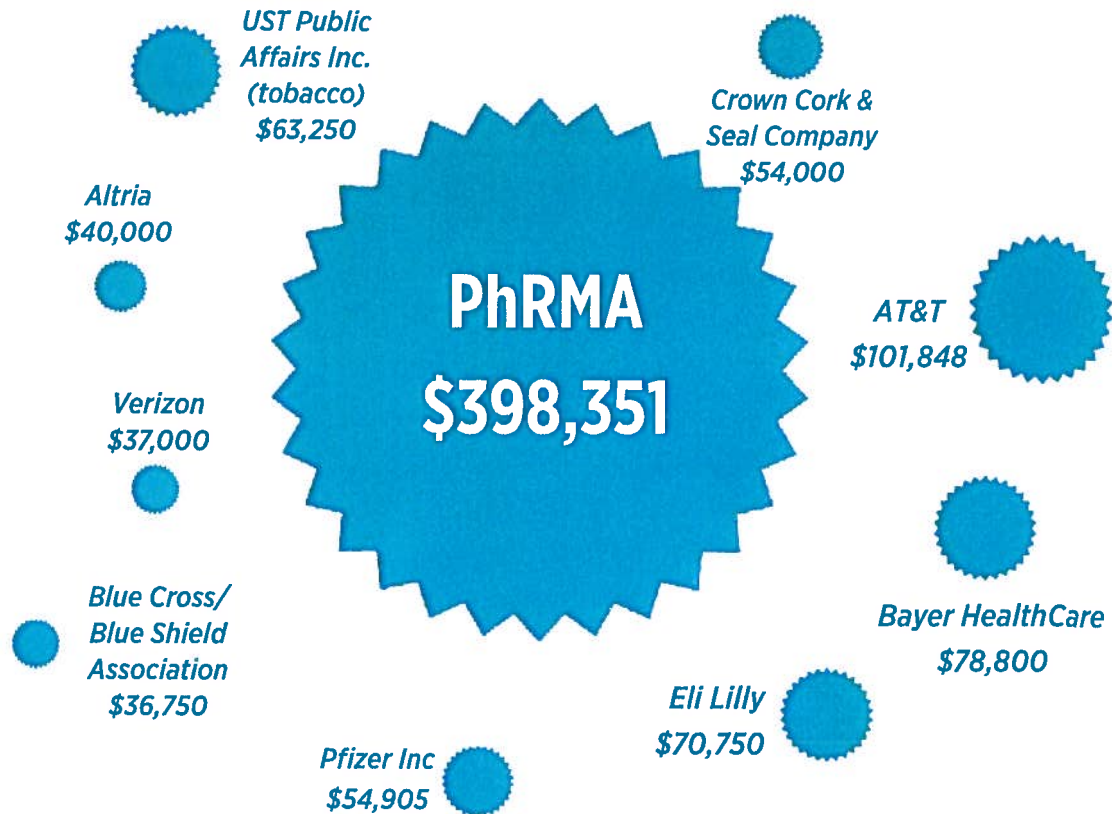 UST Public
Affairs Inc.
(tobacco)
$63,250
Crown Cork &
Seal Company
$54,000
Altria
$40,000
PhRMA
$398,351
AT&T
$101,848
Verizon
$37,000
Blue Cross/
Blue Shield
Association
$36,750
Bayer HealthCare
$78,800
Eli Lilly
$70,750
Pfizer Inc
$54,905